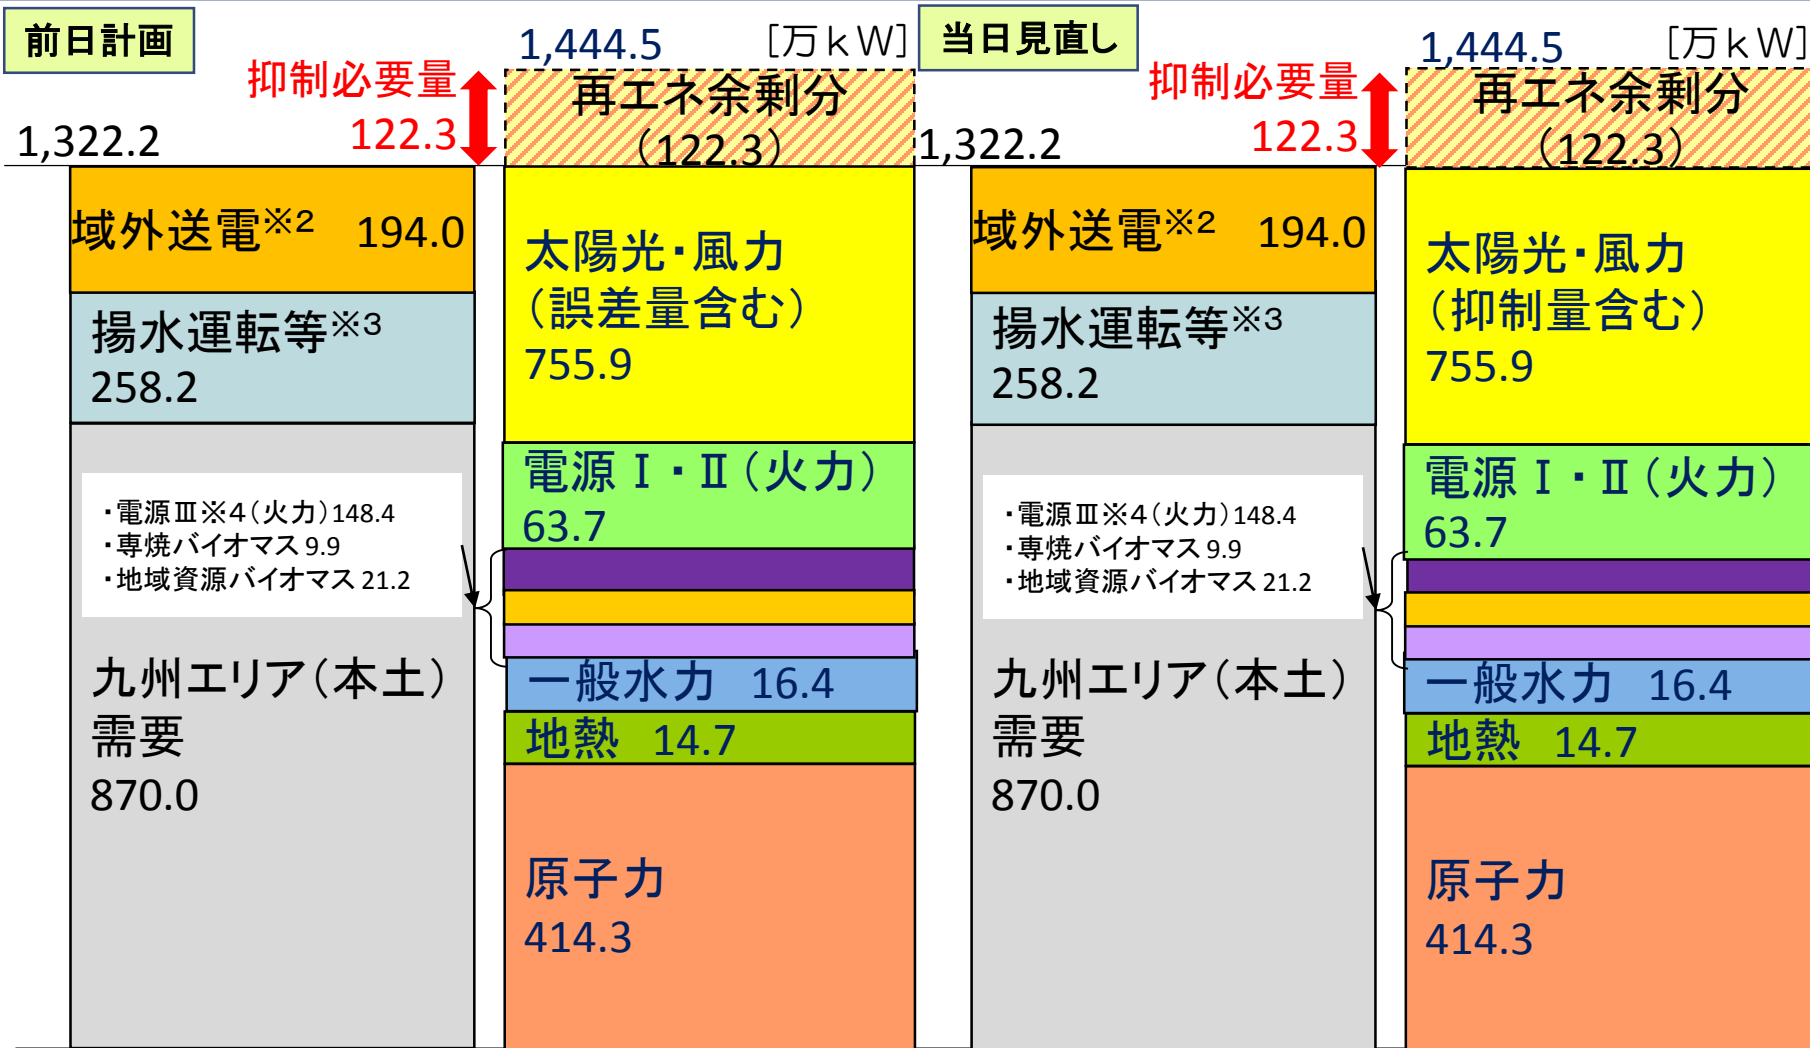 前日計画
1,444.5
[万kW]
抑制必要量
122.3
再エネ余剰分
(122.3)
1,322.2
域外送電※2 194.0
揚水運転等※3
258.2
・電源Ⅲ※4(火力)148.4
・専焼バイオマス 9.9
・地域資源バイオマス 21.2
九州エリア(本土)
需要
870.0
太陽光・風力
(誤差量含む)
755.9
電源Ⅰ・Ⅱ(火力)
63.7
一般水力 16.4
地熱 14.7
原子力
414.3
当日見直し
1,444.5
[万kW]
抑制必要量
122.3
再エネ余剰分
(122.3)
1,322.2
域外送電※2 194.0
揚水運転等※3
258.2
・電源Ⅲ※4(火力)148.4
・専焼バイオマス 9.9
・地域資源バイオマス 21.2
九州エリア(本土)
需要
870.0
太陽光・風力
(抑制量含む)
755.9
電源Ⅰ・Ⅱ(火力)
63.7
一般水力 16.4
地熱 14.7
原子力
414.3